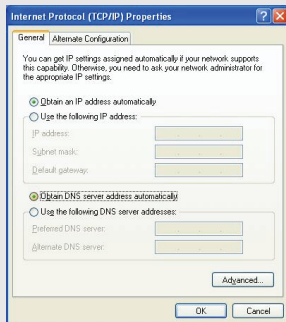 Internet Protocol (TCP/IP) Properties
General
Alternate Configuration
You can get IP settings assigned automatically if your network supports
this capability. Otherwise, you need to ask your network administrator for
the appropriate IP settings.
Obtain an IP address automatically
Use the following IP address:
IP address:
Subnet mask:
Default gateway:
Obtain DNS server address automatically
Use the following DNS server addresses:
Preferred DNS server:
Alternate DNS server:
Advanced...
OK
Cancel